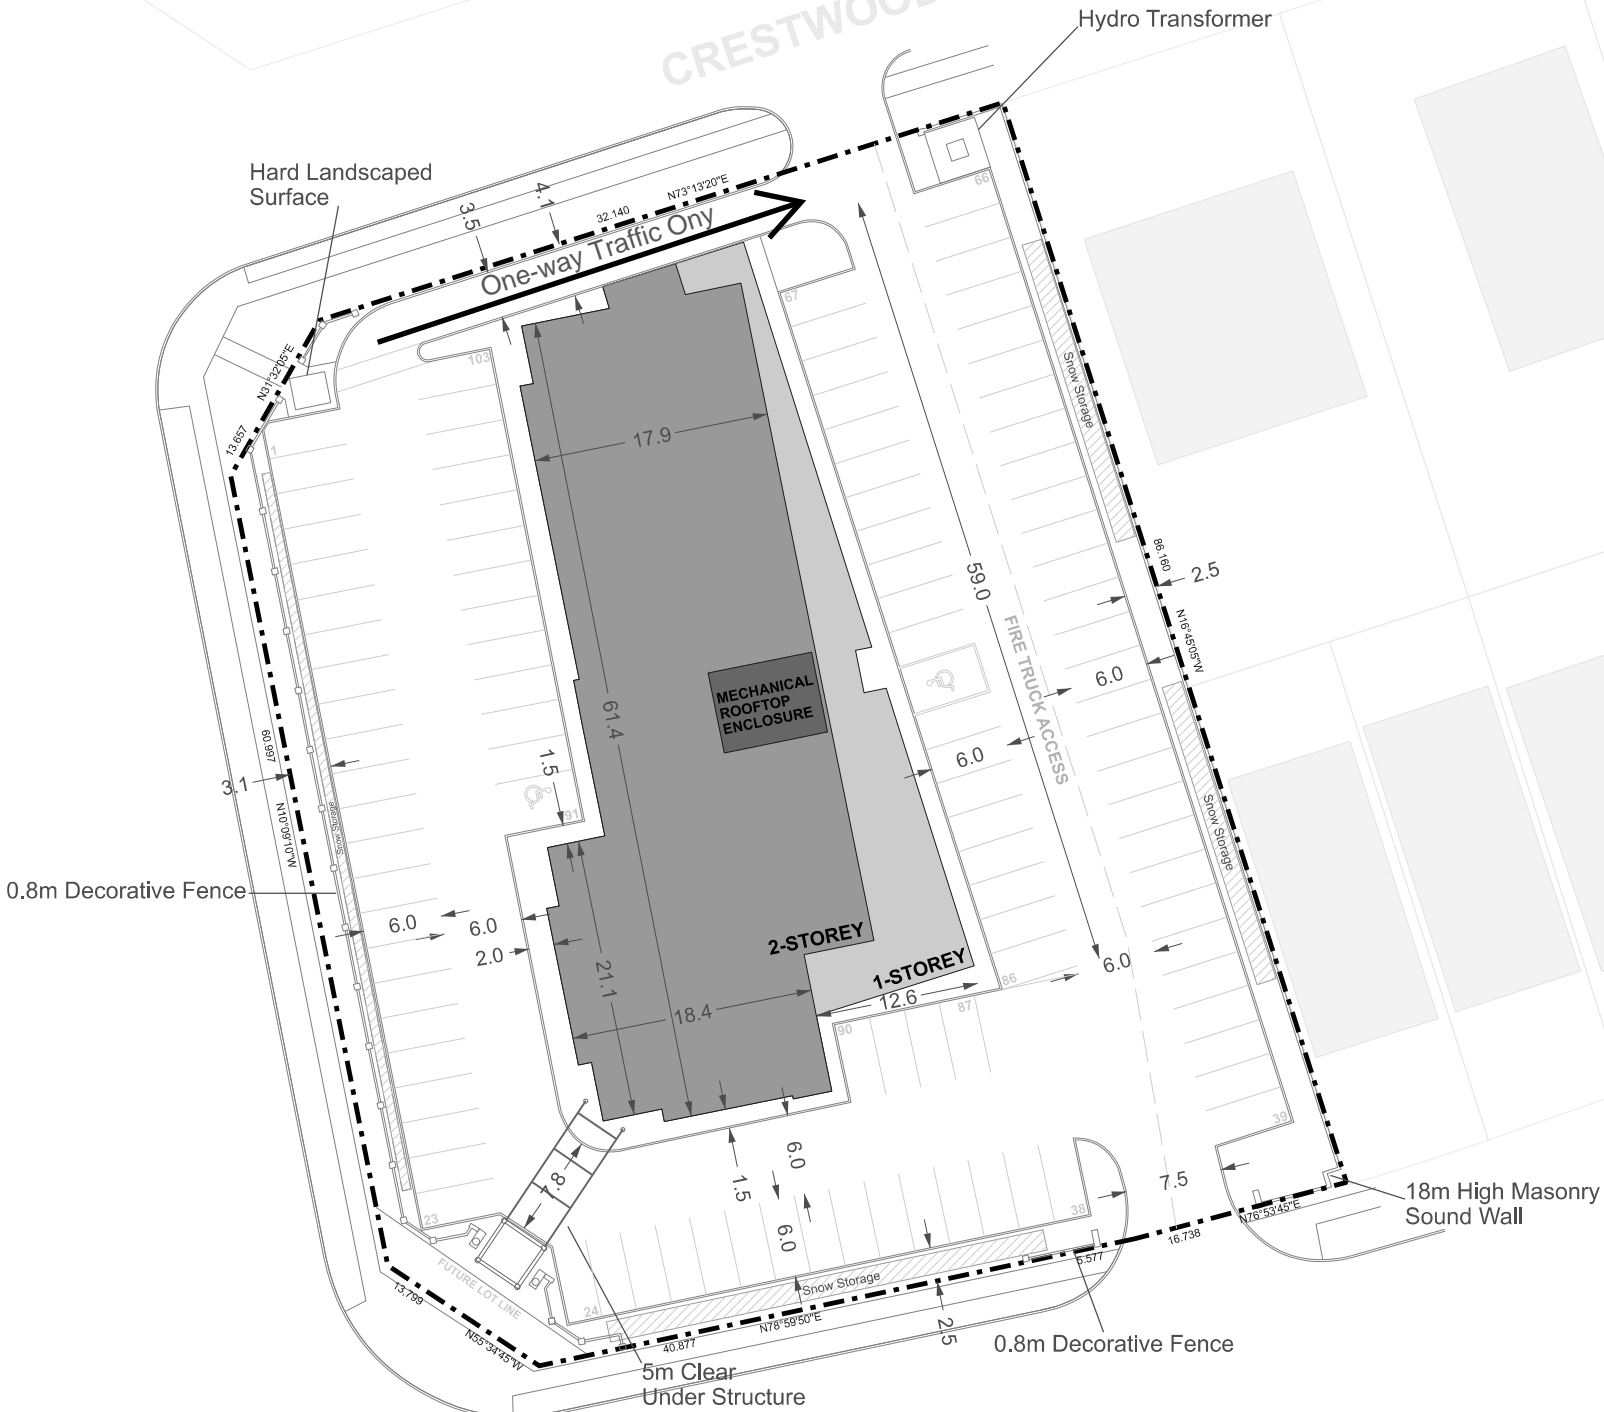 CRESTWOOD
Hydro Transformer
Hard Landscaped
Surface
4.1
3.5
N73°13'20"E
32.140
One-way Traffic Ony
66
67
103
N31°32'05"E
13.657
1
17.9
Snow Storage
59.0
86.160
2.5
N16°45'05"W
FIRE TRUCK ACCESS
6.0
6.0
MECHANICAL
ROOFTOP
ENCLOSURE
61.4
1.5
91
60.997
3.1
N10°09'10"W
Snow Storage
Snow Storage
0.8m Decorative Fence
6.0
6.0
2.0
2-STOREY
1-STOREY
6.0
21.1
12.6
86
87
90
18.4
39
6.0
1.5
7.8
7.5
38
23
24
6.0
18m High Masonry
Sound Wall
N76°53'45"E
16.738
5.577
FUTURE LOT LINE
13.799
N55°34'45"W
Snow Storage
N78°59'50"E
40.877
2.5
0.8m Decorative Fence
5m Clear
Under Structure